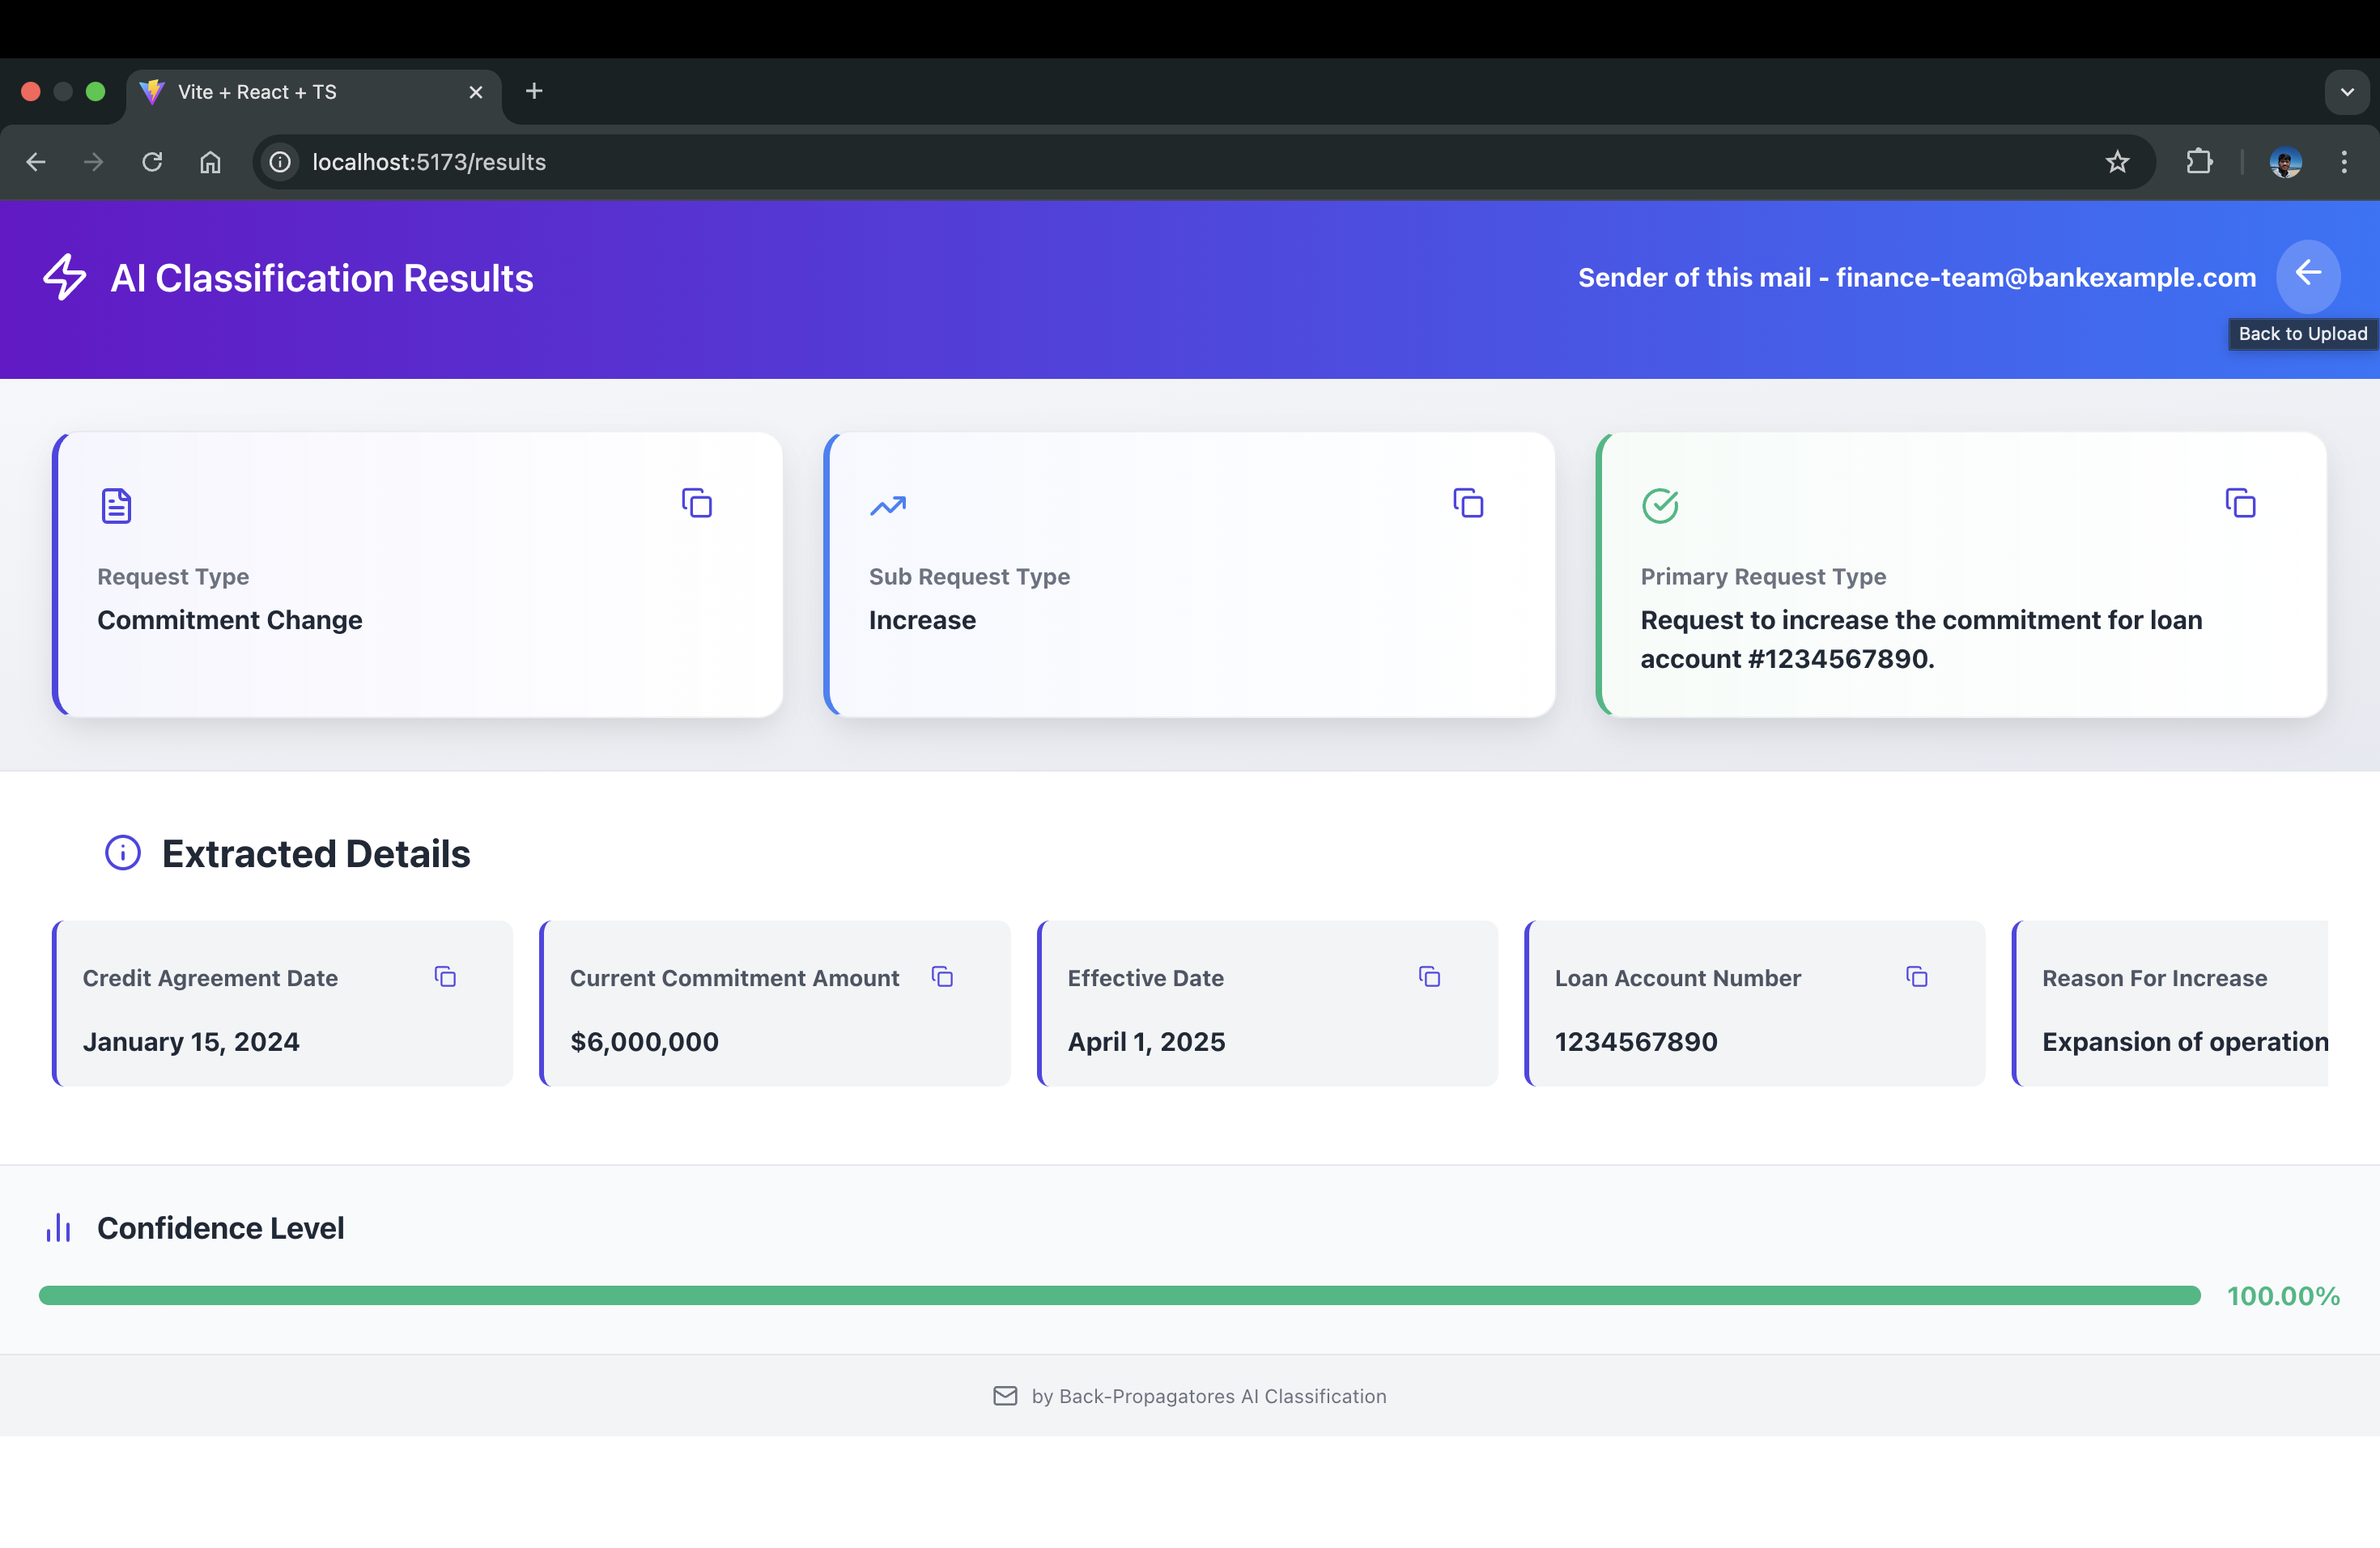 Vite + React + TS
localhost:5173/results
AI Classification Results
Sender of this mail - finance-team@bankexample.com
Back to Upload
Request Type
Commitment Change
Sub Request Type
Increase
Primary Request Type
Request to increase the commitment for loan
account #1234567890.
Extracted Details
Credit Agreement Date
January 15, 2024
Current Commitment Amount
$6,000,000
Effective Date
April 1, 2025
Loan Account Number
1234567890
Reason For Increase
Expansion of operation
Confidence Level
100.00%
by Back-Propagatores AI Classification